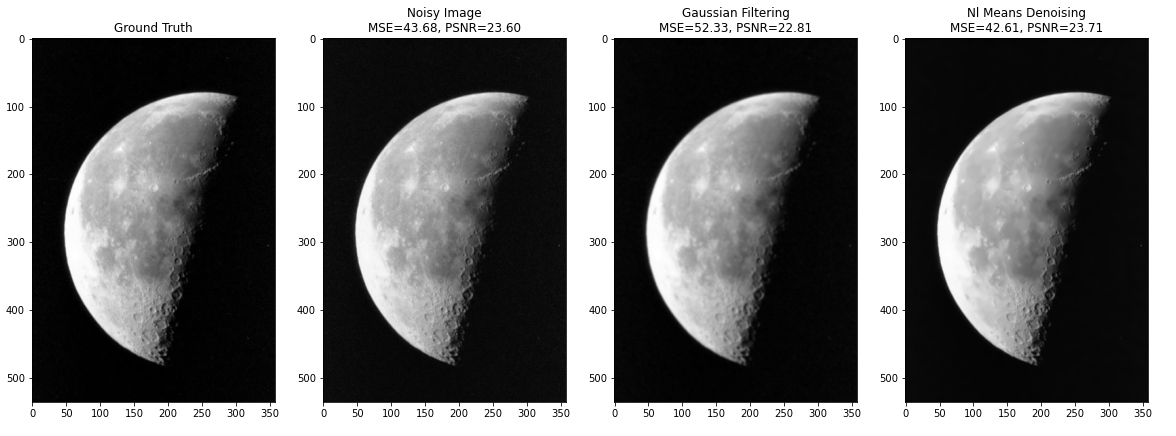 Ground Truth
Noisy Image
MSE=43.68, PSNR=23.60
Gaussian Filtering
MSE=52.33, PSNR=22.81
Nl Means Denoising
MSE=42.61, PSNR=23.71
0
100
200
300
400
500
0 50 100 150 200 250 300 350
0
100
200
300
400
500
0 50 100 150 200 250 300 350
0
100
200
300
400
500
0 50 100 150 200 250 300 350
0
100
200
300
400
500
0 50 100 150 200 250 300 350